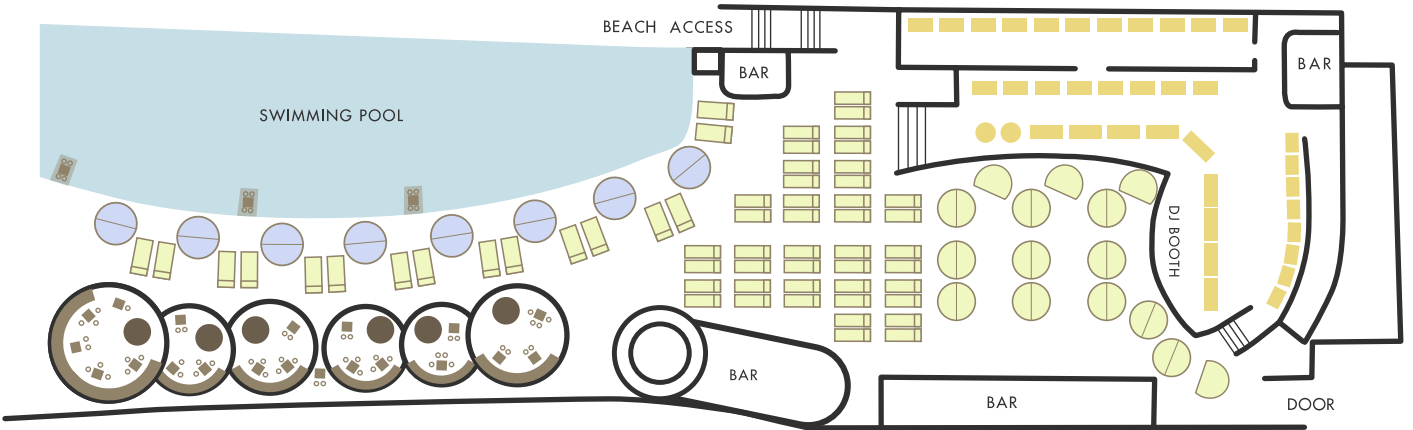 BEACH ACCESS
BAR
BAR
SWIMMING POOL
DJ BOOTH
BAR
BAR
DOOR